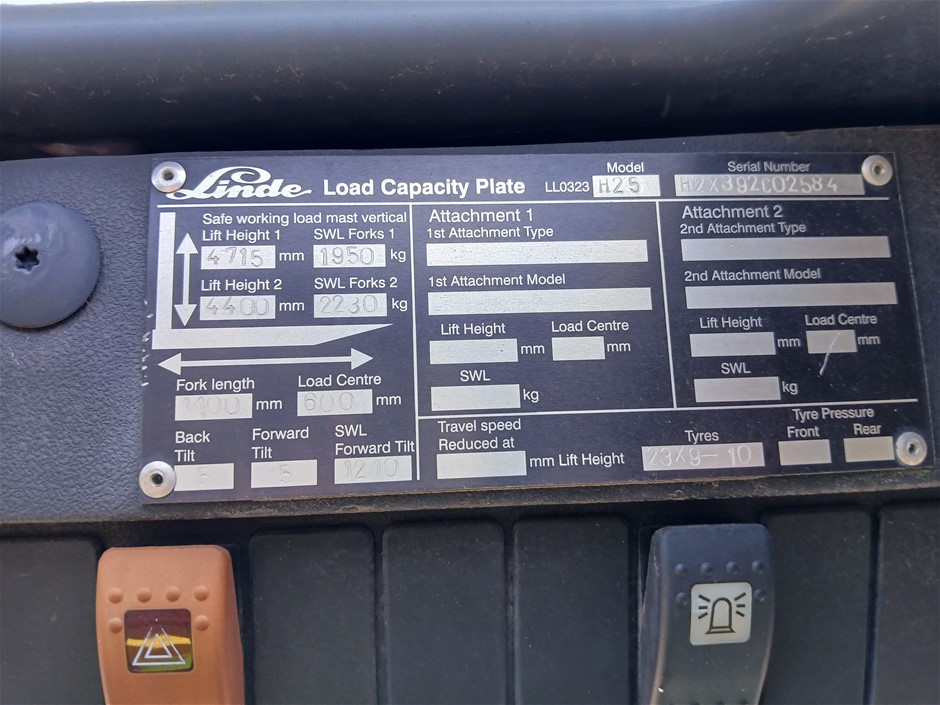 Linde Load Capacity Plate LL0323 Model H25 Serial Number H2X392C02584
Safe working load mast vertical
Lift Height 1 4715 mm SWL Forks 1 1950 kg
Lift Height 2 4400 mm SWL Forks 2 2230 kg
Fork length 1100 mm Load Centre 600 mm
Back Tilt 5 Forward Tilt 5 SWL Forward Tilt 1210
Attachment 1
1st Attachment Type
1st Attachment Model
Lift Height mm Load Centre mm
SWL kg
Attachment 2
2nd Attachment Type
2nd Attachment Model
Lift Height mm Load Centre mm
SWL kg
Travel speed
Reduced at mm Lift Height
Tyres 23X9-10
Tyre Pressure
Front Rear